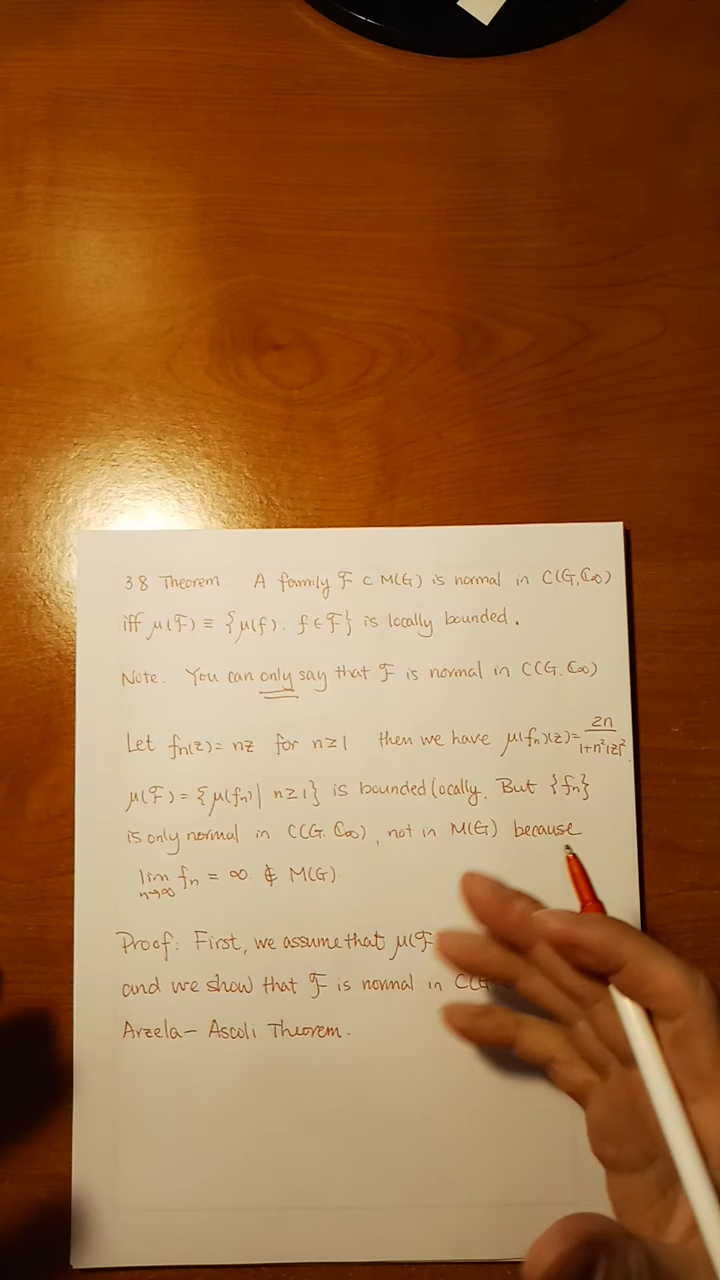 3.8 Theorem. A family ℱ ⊂ M(G) is normal in C(G, ℂ∞)
iff μ(ℱ) ≡ {μ(f) : f ∈ ℱ} is locally bounded.
Note: You can only say that ℱ is normal in C(G, ℂ∞)
Let fₙ(z) = nz for n ≥ 1 then we have μ(fₙ)(z) = 2n / (1+n²|z|²).
μ(ℱ) = {μ(fₙ) | n ≥ 1} is bounded locally. But {fₙ}
is only normal in C(G, ℂ∞), not in M(G) because
lim n→∞ fₙ = ∞ ∉ M(G)
Proof: First, we assume that μ(ℱ
and we show that ℱ is normal in C(G,
Arzela – Ascoli Theorem.